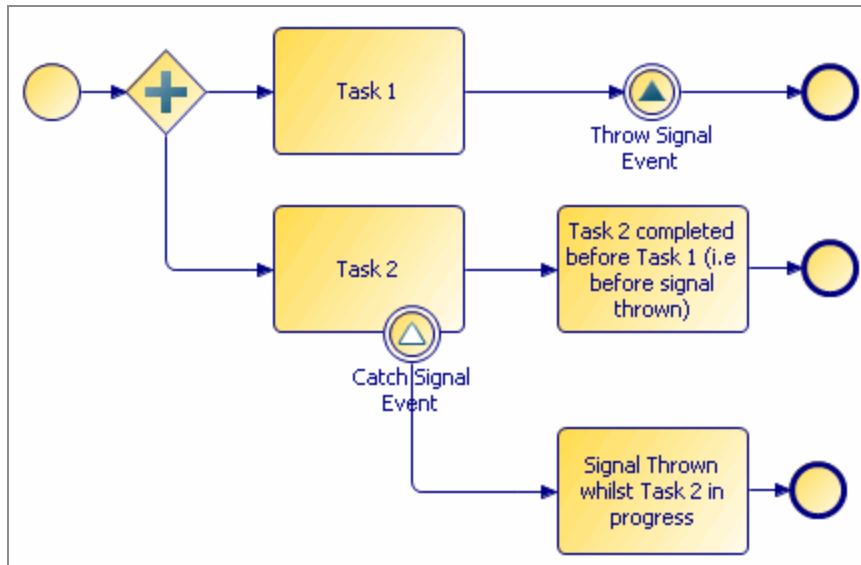 Task 1
Throw Signal
Event
Task 2
Task 2 completed
before Task 1 (i.e
before signal
thrown)
Catch Signal
Event
Signal Thrown
whilst Task 2 in
progress